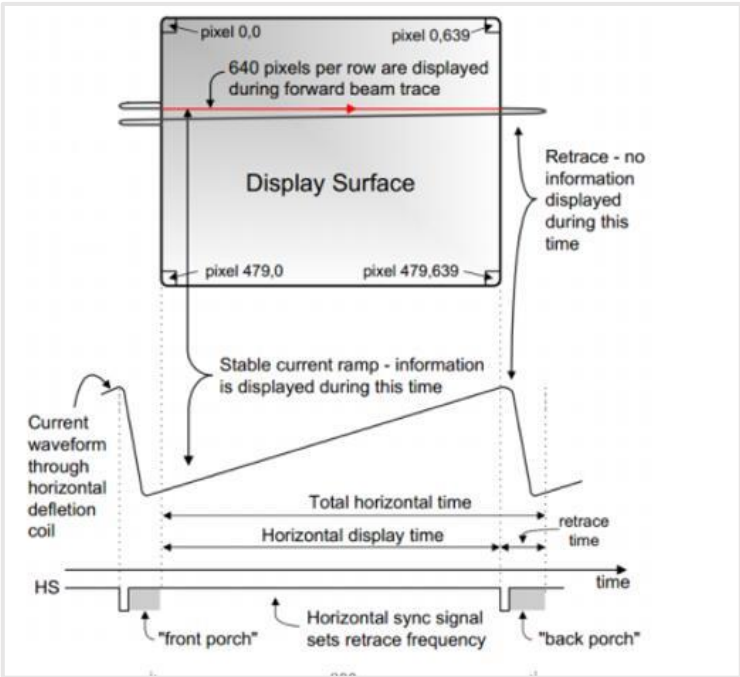 pixel 0,0
pixel 0,639
640 pixels per row are displayed
during forward beam trace
Retrace - no
information
displayed
during this
time
Display Surface
pixel 479,0
pixel 479,639
Stable current ramp - information
is displayed during this time
Current
waveform
through
horizontal
defletion
coil
Total horizontal time
Horizontal display time
retrace
time
time
HS
"front porch"
Horizontal sync signal
sets retrace frequency
"back porch"